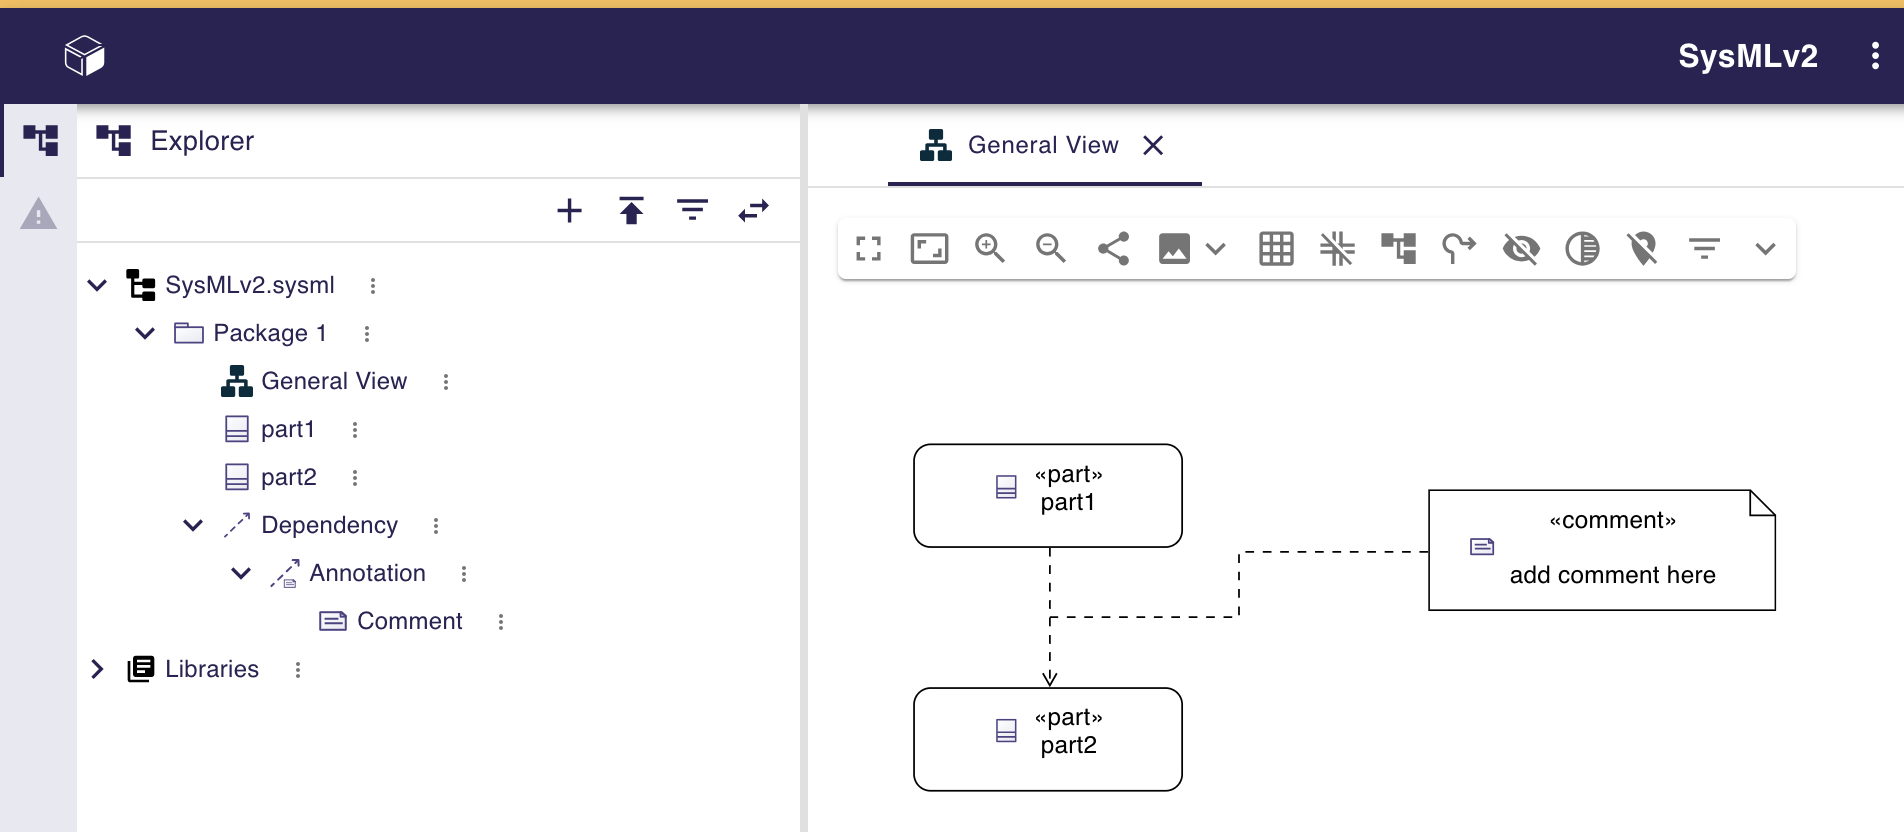 SysMLv2
Explorer
General View
SysMLv2.sysml
Package 1
General View
part1
part2
Dependency
Annotation
Comment
Libraries
«part»
part1
«comment»
add comment here
«part»
part2